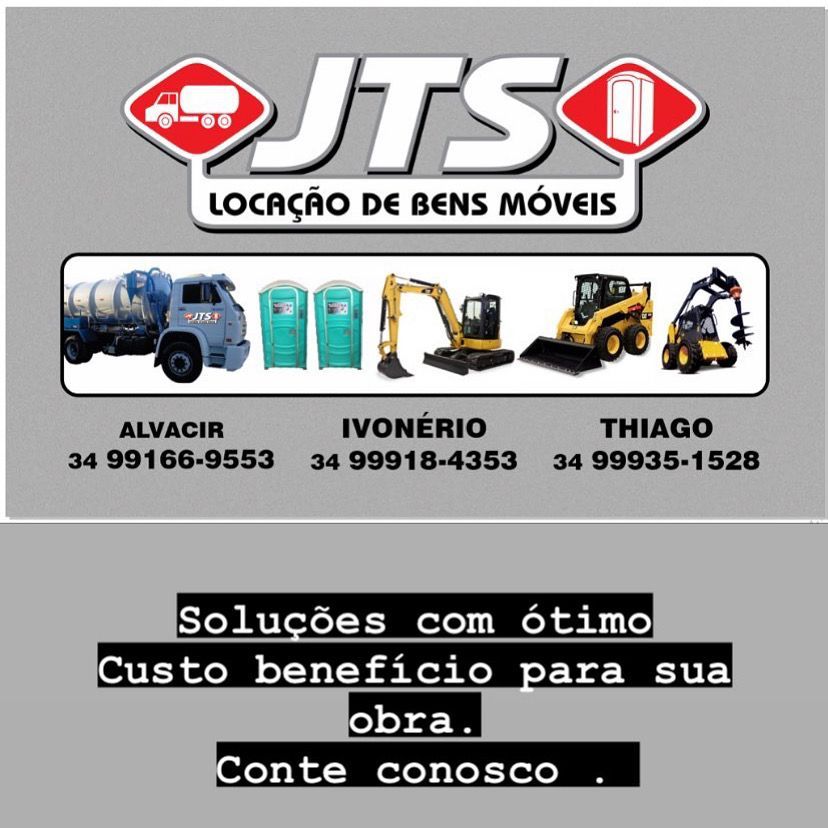 JTS
LOCAÇÃO DE BENS MÓVEIS
JTS
ALVACIR
34 99166-9553
IVONÉRIO
34 99918-4353
THIAGO
34 99935-1528
Soluções com ótimo
Custo benefício para sua
obra.
Conte conosco .